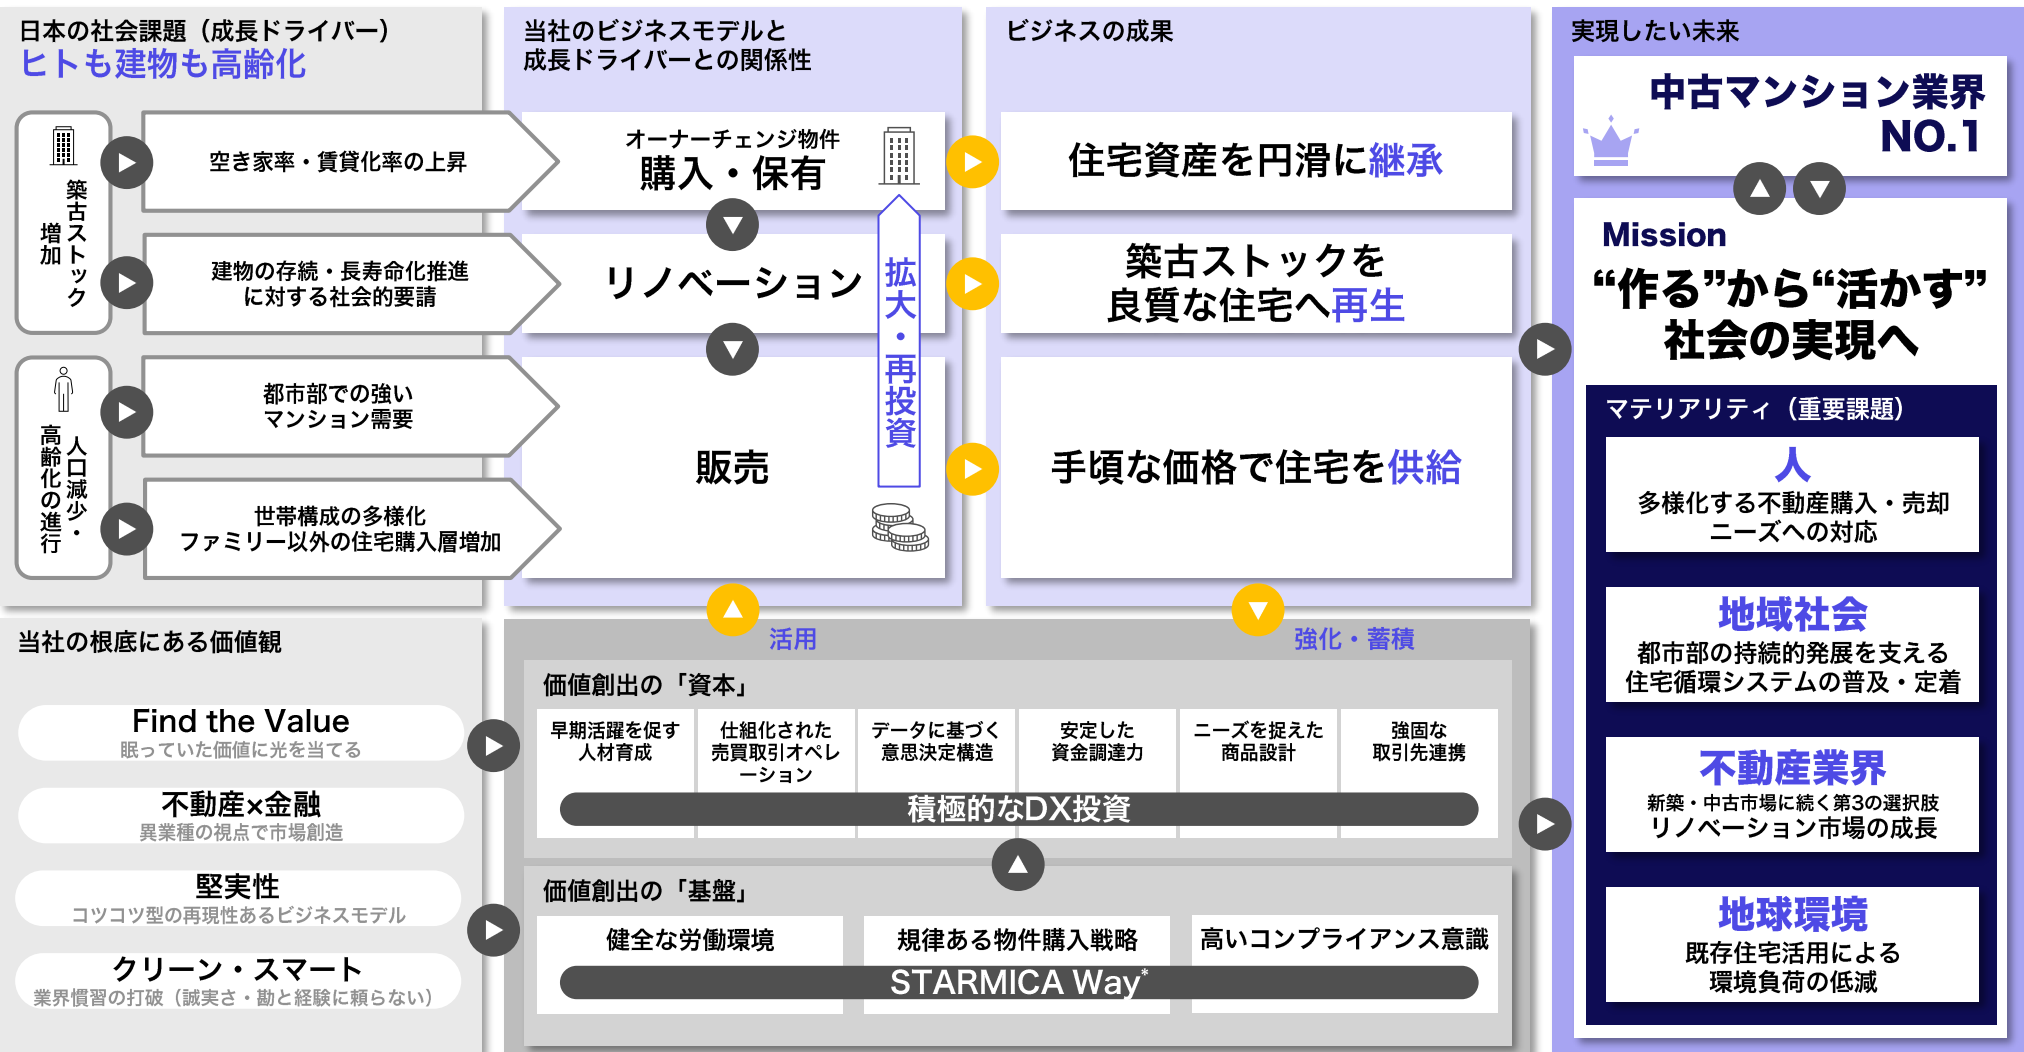 日本の社会課題（成長ドライバー）
ヒトも建物も高齢化
築古ストック
増加
空き家率・賃貸化率の上昇
建物の存続・長寿命化推進
に対する社会的要請
人口減少・
高齢化の進行
都市部での強い
マンション需要
世帯構成の多様化
ファミリー以外の住宅購入層増加
当社のビジネスモデルと
成長ドライバーとの関係性
オーナーチェンジ物件
購入・保有
リノベーション
販売
拡大・再投資
ビジネスの成果
住宅資産を円滑に継承
築古ストックを
良質な住宅へ再生
手頃な価格で住宅を供給
当社の根底にある価値観
Find the Value
眠っていた価値に光を当てる
不動産×金融
異業種の視点で市場創造
堅実性
コツコツ型の再現性あるビジネスモデル
クリーン・スマート
業界慣習の打破（誠実さ・勘と経験に頼らない）
活用
強化・蓄積
価値創出の「資本」
早期活躍を促す
人材育成
仕組化された
売買取引オペレ
ーション
データに基づく
意思決定構造
安定した
資金調達力
ニーズを捉えた
商品設計
強固な
取引先連携
積極的なDX投資
価値創出の「基盤」
健全な労働環境
規律ある物件購入戦略
高いコンプライアンス意識
STARMICA Way*
実現したい未来
中古マンション業界
NO.1
Mission
“作る”から“活かす”
社会の実現へ
マテリアリティ（重要課題）
人
多様化する不動産購入・売却
ニーズへの対応
地域社会
都市部の持続的発展を支える
住宅循環システムの普及・定着
不動産業界
新築・中古市場に続く第3の選択肢
リノベーション市場の成長
地球環境
既存住宅活用による
環境負荷の低減